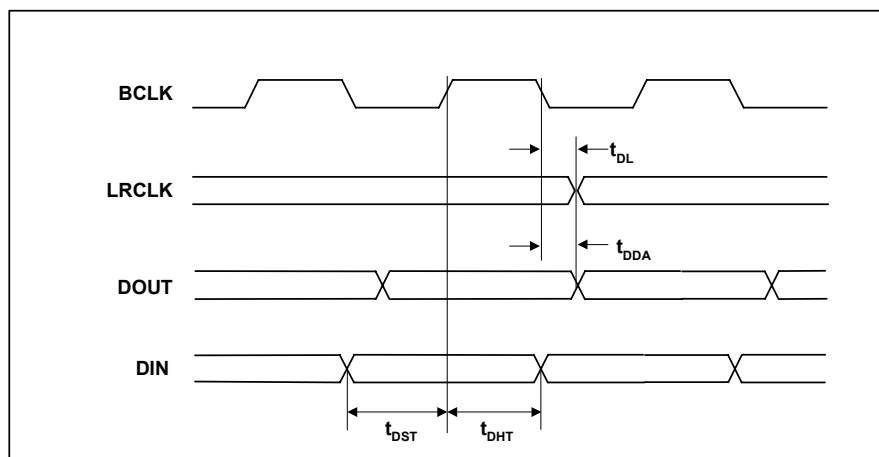 BCLK
t_DL
LRCLK
t_DDA
DOUT
DIN
t_DST t_DHT